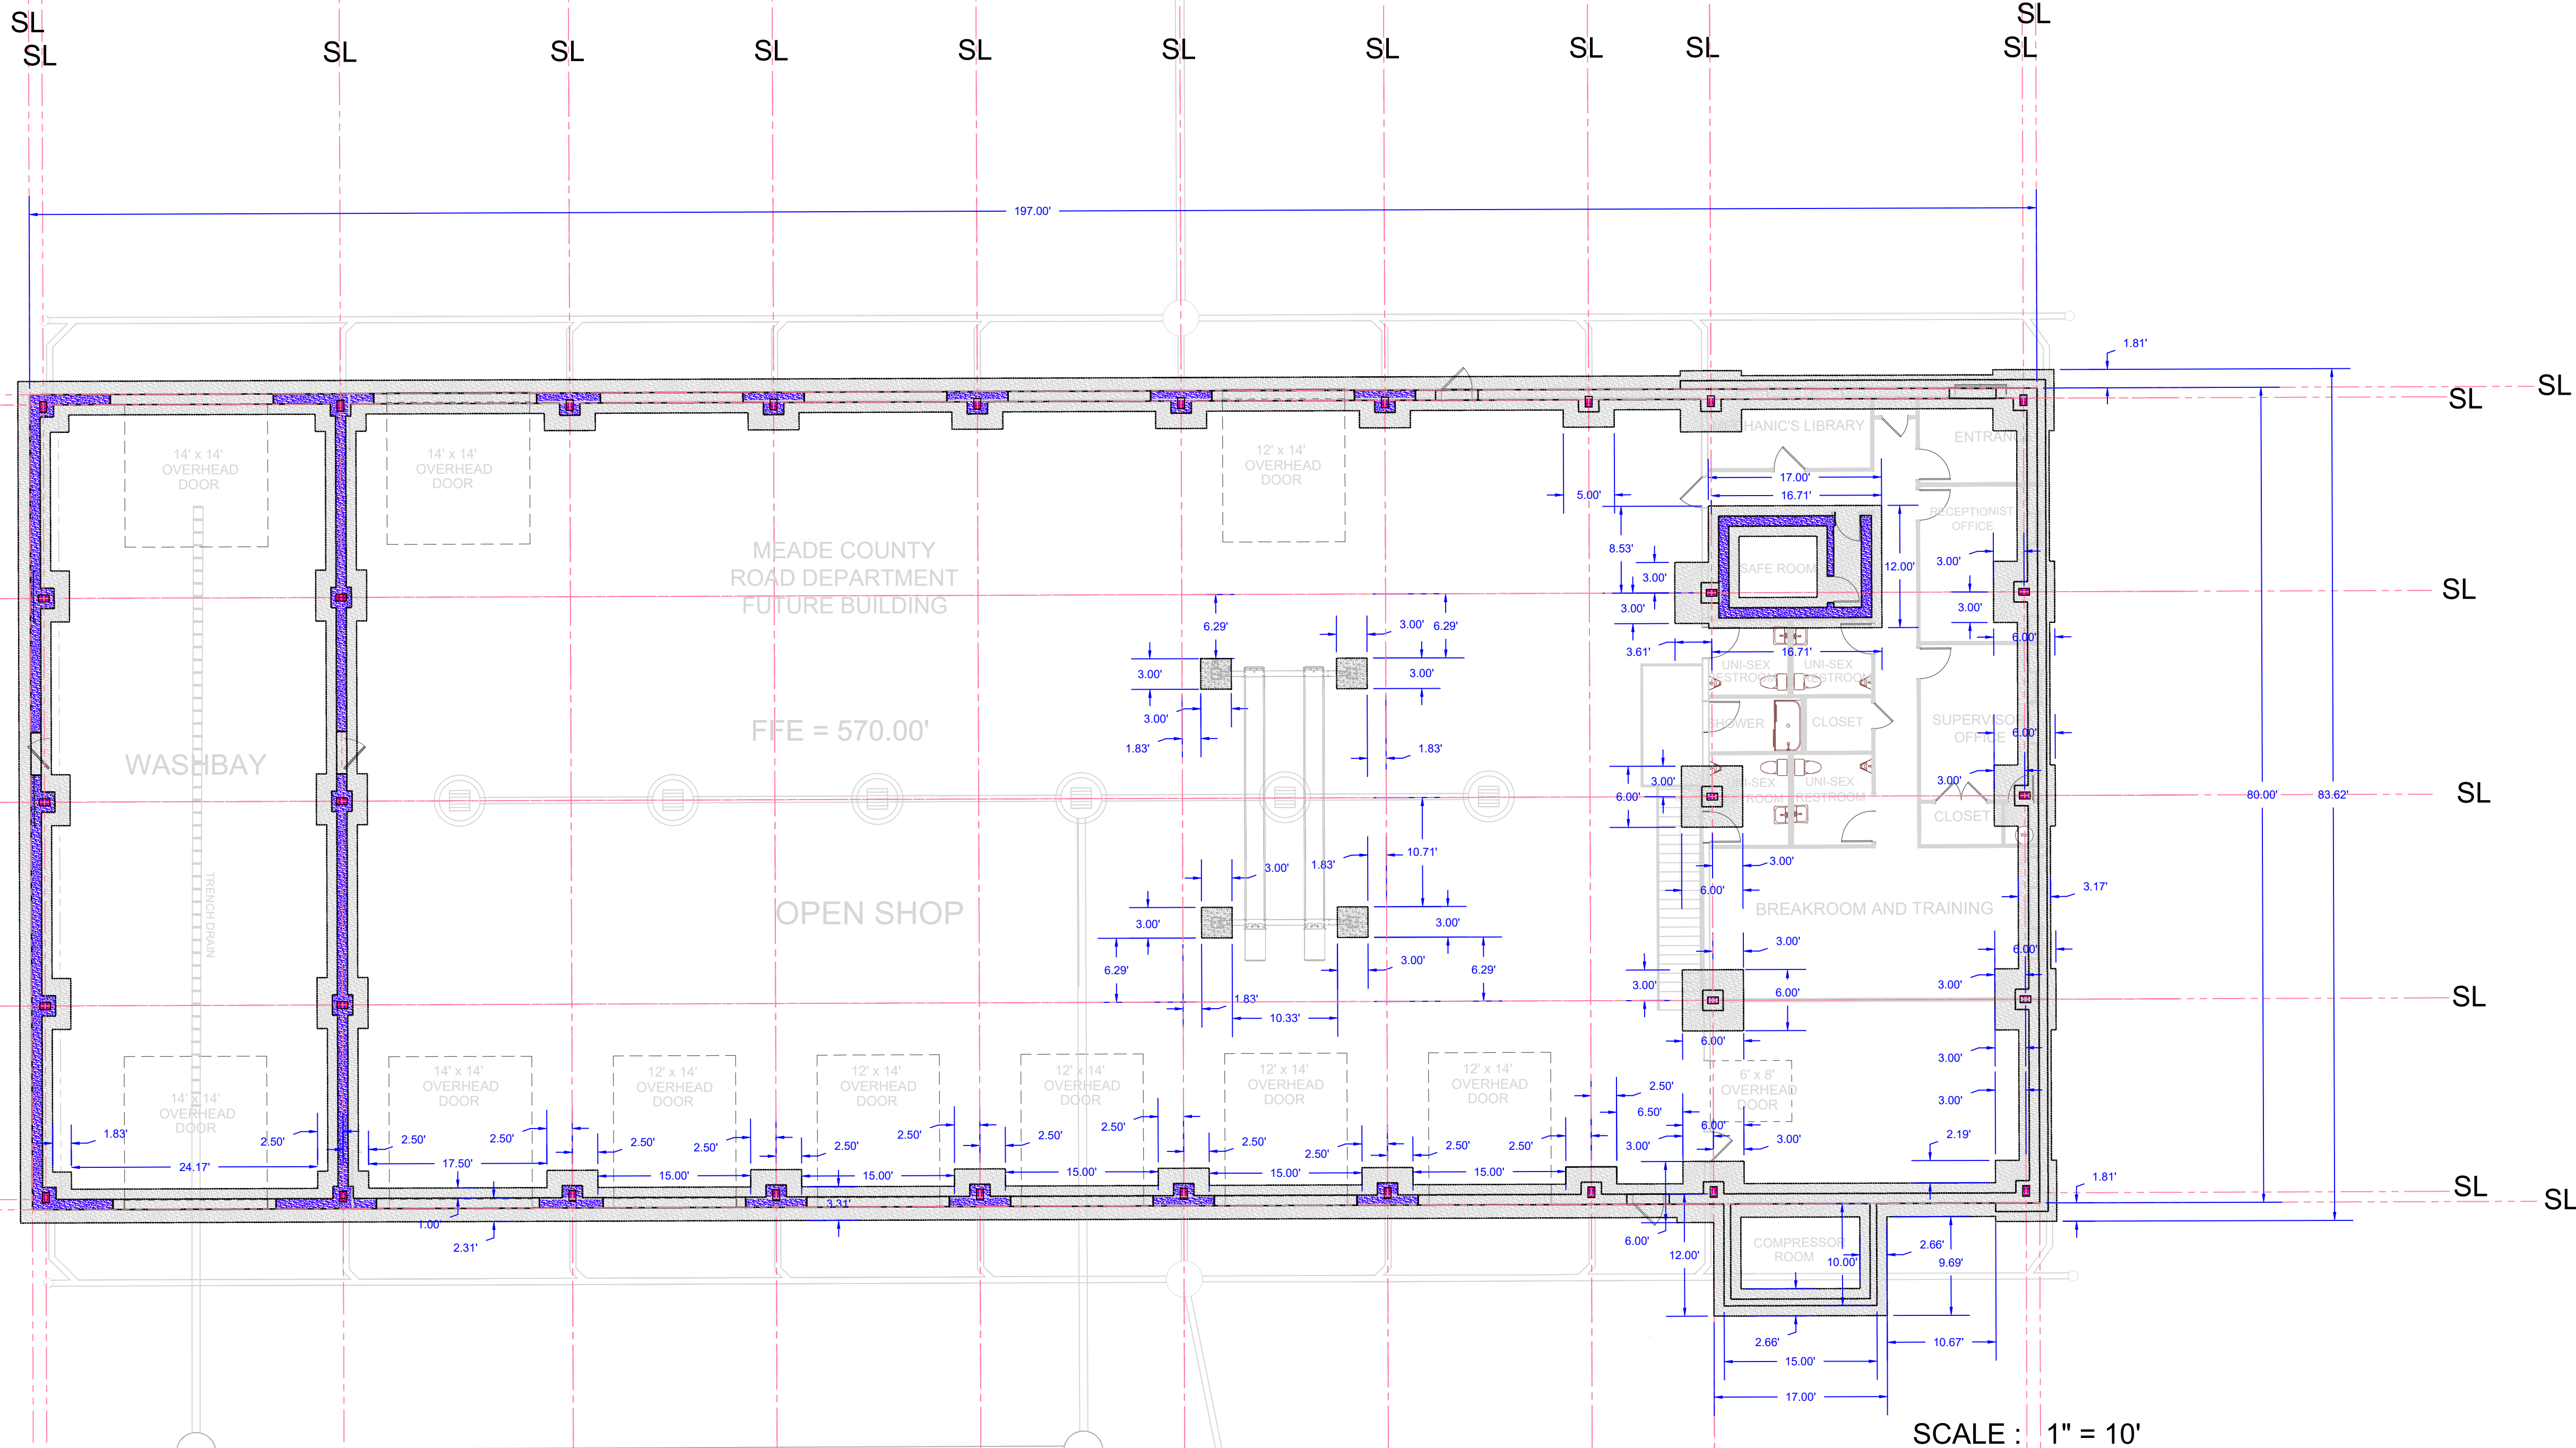 SL
SL
SL
SL
SL
SL
SL
SL
SL
SL
SL
SL
197.00'
1.81'
SL
SL
14' x 14'
OVERHEAD
DOOR
14' x 14'
OVERHEAD
DOOR
12' x 14'
OVERHEAD
DOOR
HANIC'S LIBRARY
ENTRANC
17.00'
16.71'
5.00'
RECEPTIONIST
OFFICE
MEADE COUNTY
ROAD DEPARTMENT
FUTURE BUILDING
8.53'
3.00'
3.00'
SAFE ROOM
12.00'
3.00'
3.00'
SL
6.00'
6.29'
3.00'
6.29'
3.61'
16.71'
3.00'
3.00'
3.00'
1.83'
1.83'
UNI-SEX
ESTROOM
UNI-SEX
RESTROOM
SHOWER
CLOSET
SUPERVISO
OFFICE
6.00'
FFE = 570.00'
WASHBAY
3.00'
6.00'
UNI-SEX
ROOM
UNI-SEX
RESTROOM
3.00'
CLOSET
80.00'
83.62'
SL
10.71'
3.00'
1.83'
3.00'
6.00'
3.17'
TRENCH DRAIN
OPEN SHOP
BREAKROOM AND TRAINING
3.00'
3.00'
3.00'
6.00'
6.29'
3.00'
6.29'
1.83'
10.33'
3.00'
6.00'
3.00'
SL
6.00'
3.00'
14' x 14'
OVERHEAD
DOOR
14' x 14'
OVERHEAD
DOOR
12' x 14'
OVERHEAD
DOOR
12' x 14'
OVERHEAD
DOOR
12' x 14'
OVERHEAD
DOOR
12' x 14'
OVERHEAD
DOOR
12' x 14'
OVERHEAD
DOOR
6' x 8'
OVERHEAD
DOOR
2.50'
6.50'
3.00'
6.00'
3.00'
3.00'
2.19'
1.83'
24.17'
2.50'
2.50'
17.50'
2.50'
2.50'
15.00'
2.50'
2.50'
15.00'
2.50'
2.50'
15.00'
2.50'
2.50'
15.00'
2.50'
2.50'
15.00'
2.50'
1.81'
SL
SL
1.00'
2.31'
3.31'
6.00'
12.00'
COMPRESSOR
ROOM
10.00'
2.66'
9.69'
2.66'
10.67'
15.00'
17.00'
SCALE : 1" = 10'